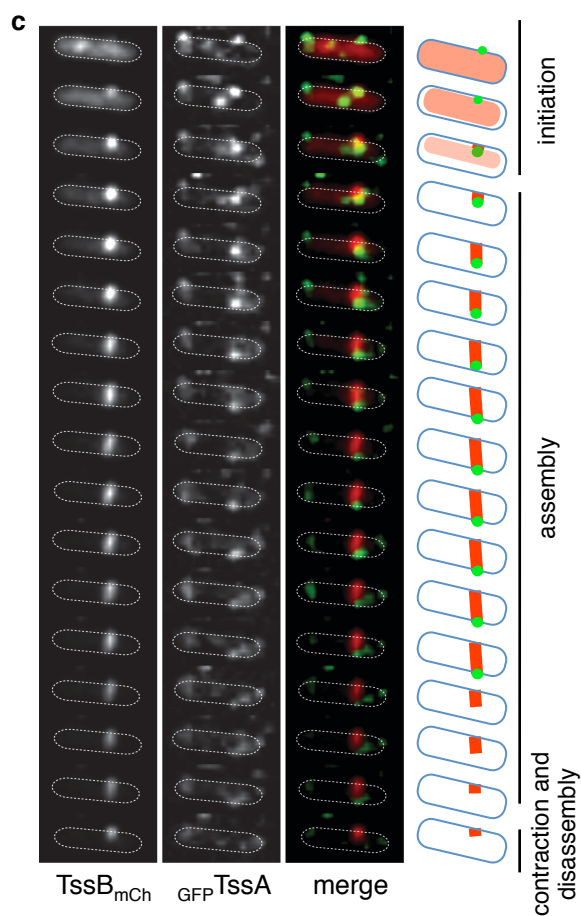 c
initiation
assembly
contraction and
disassembly
TssBmCh
GFPTssA
merge